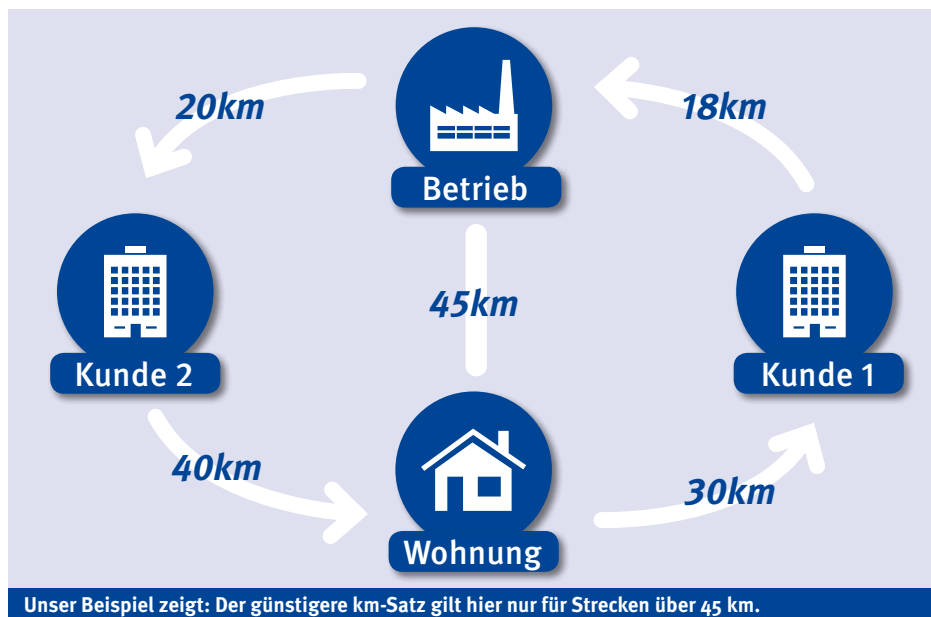 20km
18km
Betrieb
45km
Kunde 2
Kunde 1
40km
30km
Wohnung
Unser Beispiel zeigt: Der günstigere km-Satz gilt hier nur für Strecken über 45 km.